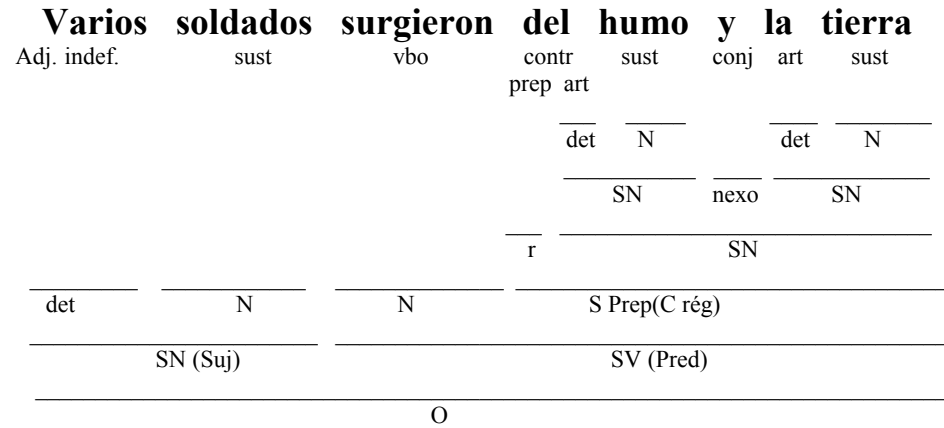 Varios soldados surgieron del humo y la tierra
Adj. indef. sust vbo contr sust conj art sust
prep art
det N det N
SN nexo SN
r SN
det N N S Prep(C rég)
SN (Suj) SV (Pred)
O